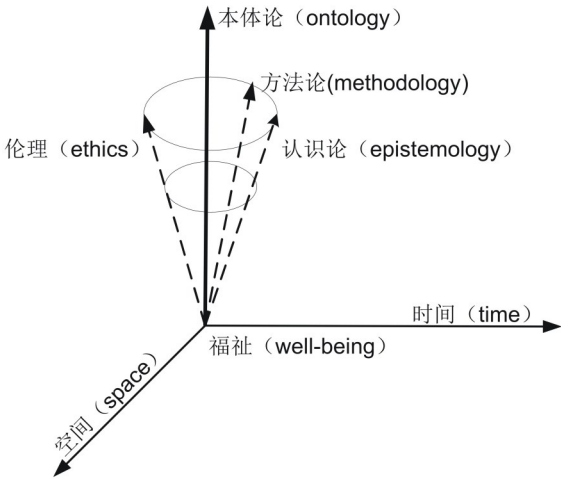 本体论（ontology）
方法论(methodology)
伦理（ethics）
认识论（epistemology）
时间（time）
福祉（well-being）
空间（space）